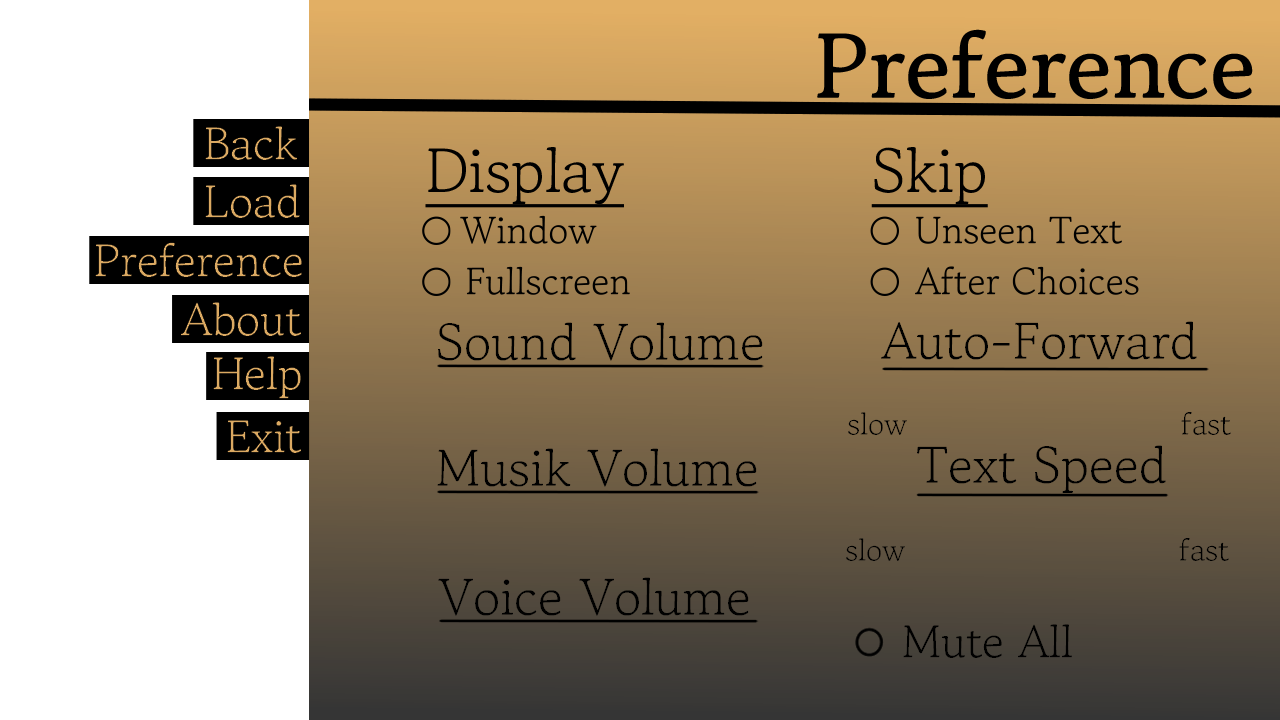 Preference
Back
Load
Preference
About
Help
Exit
Display
Window
Fullscreen
Sound Volume
Musik Volume
Voice Volume
Skip
Unseen Text
After Choices
Auto-Forward
slow fast
Text Speed
slow fast
Mute All